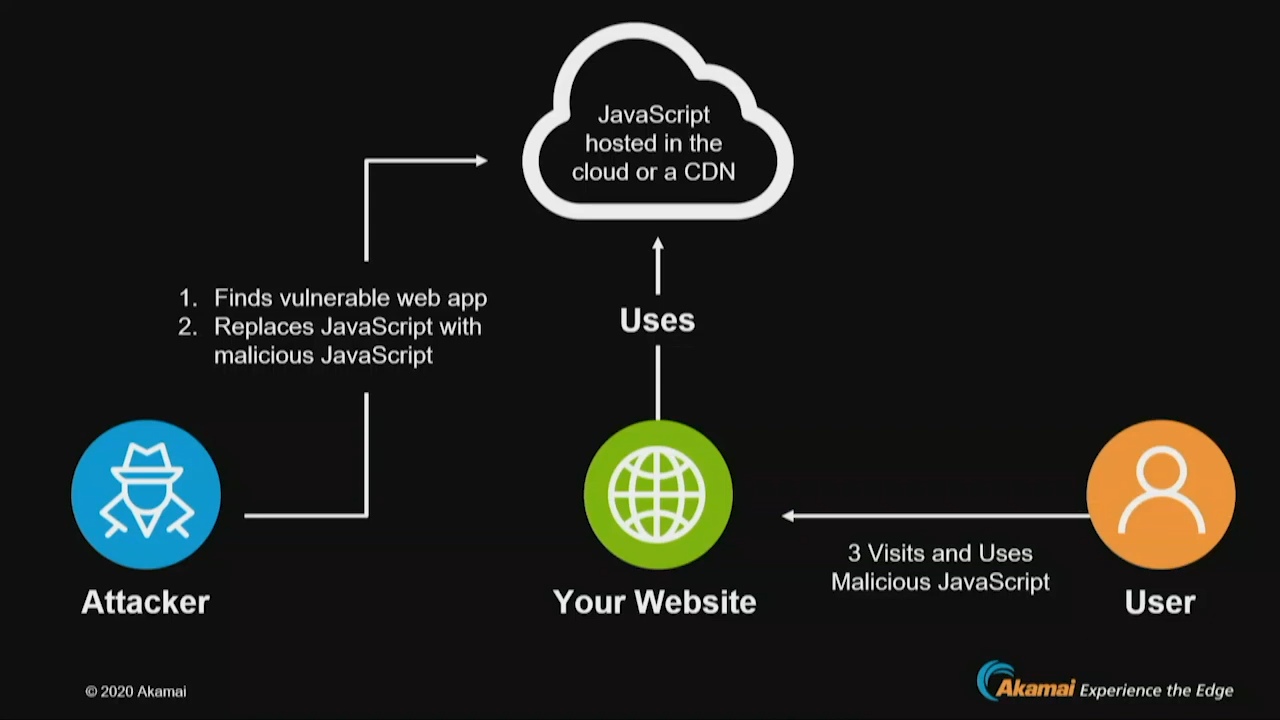 JavaScript
hosted in the
cloud or a CDN
1. Finds vulnerable web app
2. Replaces JavaScript with
malicious JavaScript
Uses
3 Visits and Uses
Malicious JavaScript
Attacker
Your Website
User
© 2020 Akamai
Akamai Experience the Edge